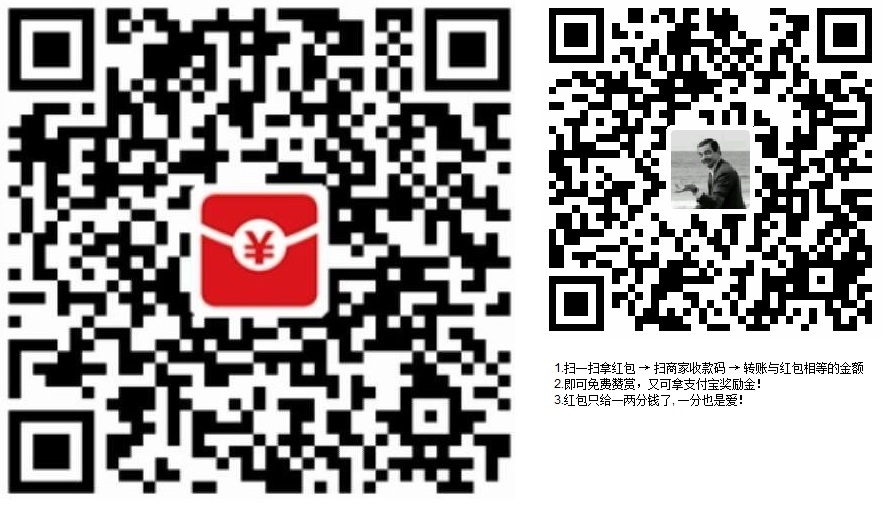 ¥
1.扫一扫拿红包 → 扫商家收款码 → 转账与红包相等的金额
2.即可免费赞赏，又可拿支付宝奖励金！
3.红包只给一两分钱了,一分也是爱！